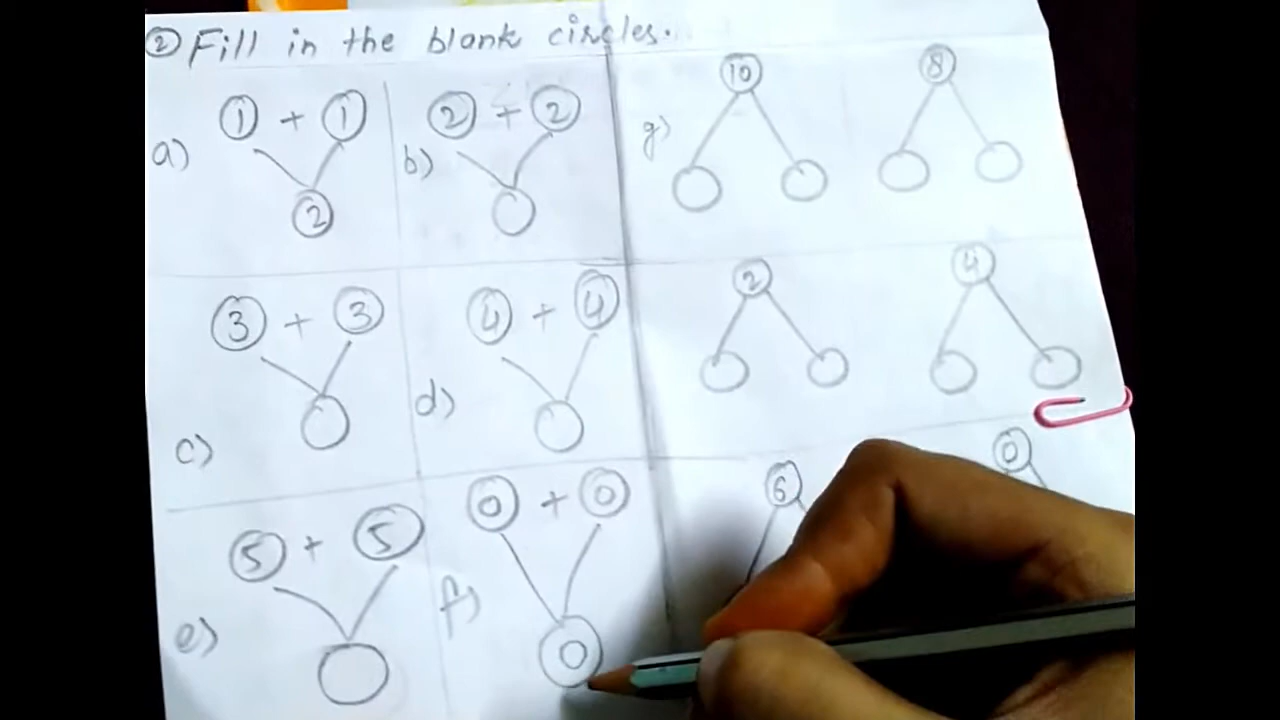 ② Fill in the blank circles.
a) 1 + 1
2
b) 2 + 2
c) 3 + 3
d) 4 + 4
e) 5 + 5
f) 0 + 0
0
g) 10 8
2 4
6 0